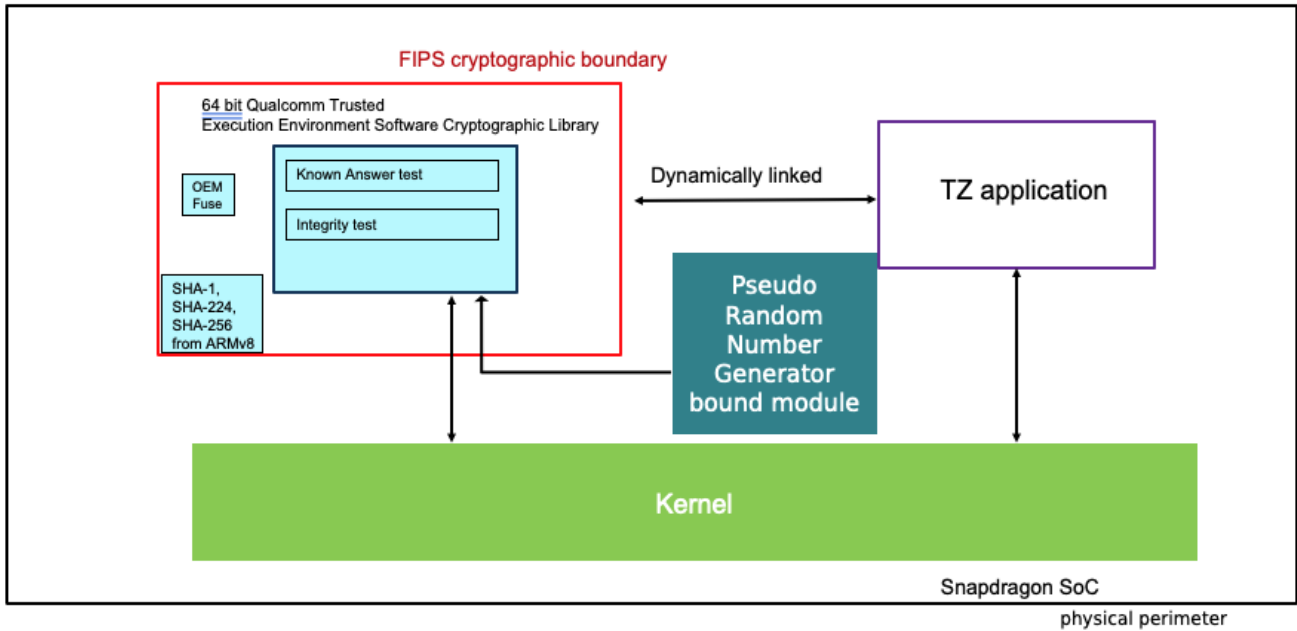 FIPS cryptographic boundary
64 bit Qualcomm Trusted
Execution Environment Software Cryptographic Library
Known Answer test
Integrity test
OEM
Fuse
SHA-1,
SHA-224,
SHA-256
from ARMv8
Dynamically linked
TZ application
Pseudo
Random
Number
Generator
bound module
Kernel
Snapdragon SoC
physical perimeter